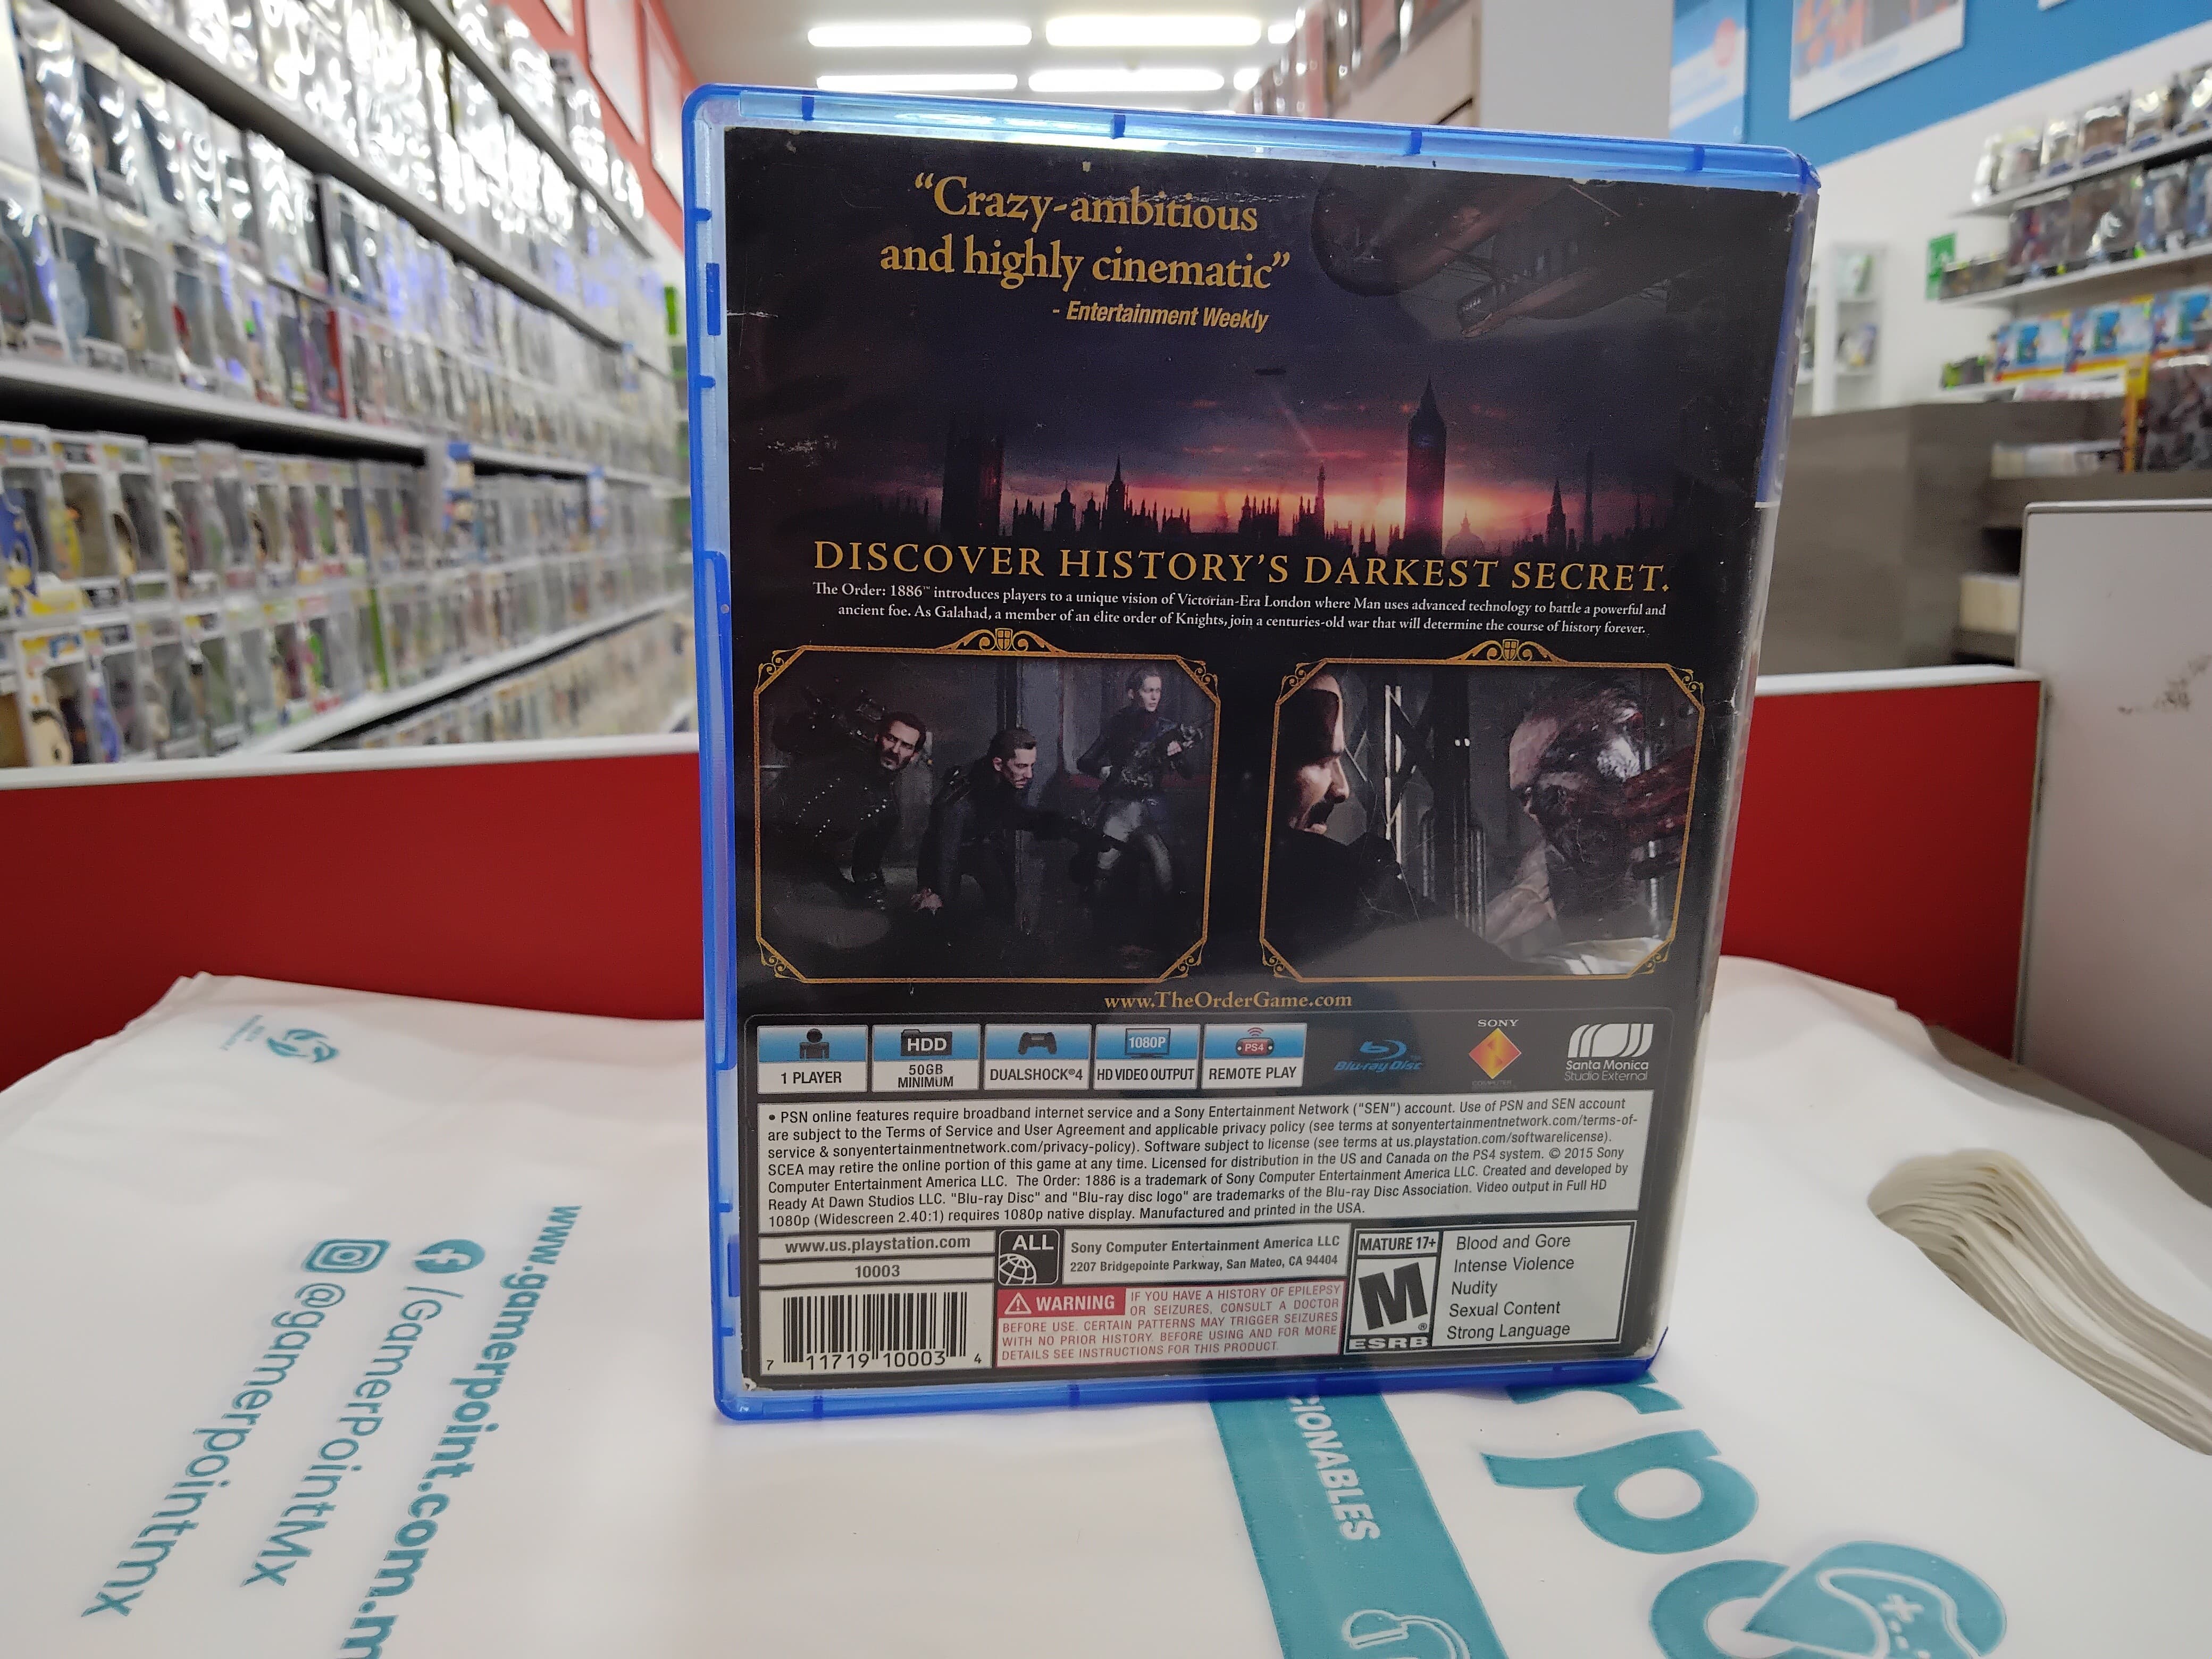 “Crazy-ambitious
and highly cinematic”
- Entertainment Weekly
DISCOVER HISTORY'S DARKEST SECRET.
The Order: 1886™ introduces players to a unique vision of Victorian-Era London where Man uses advanced technology to battle a powerful and
ancient foe. As Galahad, a member of an elite order of Knights, join a centuries-old war that will determine the course of history forever.
www.TheOrderGame.com
1 PLAYER
HDD
50GB
MINIMUM
DUALSHOCK®4
1080P
HD VIDEO OUTPUT
PS4
REMOTE PLAY
Blu-ray Disc™
SONY
COMPUTER
Santa Monica
Studio External
• PSN online features require broadband internet service and a Sony Entertainment Network ("SEN") account. Use of PSN and SEN account
are subject to the Terms of Service and User Agreement and applicable privacy policy (see terms at sonyentertainmentnetwork.com/terms-of-
service & sonyentertainmentnetwork.com/privacy-policy). Software subject to license (see terms at us.playstation.com/softwarelicense).
SCEA may retire the online portion of this game at any time. Licensed for distribution in the US and Canada on the PS4 system. © 2015 Sony
Computer Entertainment America LLC. The Order: 1886 is a trademark of Sony Computer Entertainment America LLC. Created and developed by
Ready At Dawn Studios LLC. "Blu-ray Disc" and "Blu-ray disc logo" are trademarks of the Blu-ray Disc Association. Video output in Full HD
1080p (Widescreen 2.40:1) requires 1080p native display. Manufactured and printed in the USA.
www.us.playstation.com
10003
7 11719 10003 4
ALL
Sony Computer Entertainment America LLC
2207 Bridgepointe Parkway, San Mateo, CA 94404
WARNING IF YOU HAVE A HISTORY OF EPILEPSY
OR SEIZURES, CONSULT A DOCTOR
BEFORE USE. CERTAIN PATTERNS MAY TRIGGER SEIZURES
WITH NO PRIOR HISTORY. BEFORE USING AND FOR MORE
DETAILS SEE INSTRUCTIONS FOR THIS PRODUCT.
MATURE 17+
M®
ESRB
Blood and Gore
Intense Violence
Nudity
Sexual Content
Strong Language
www.gamerpoint.com.m
/GamerPointMx
@gamerpointmx
CIONABLES
rpo